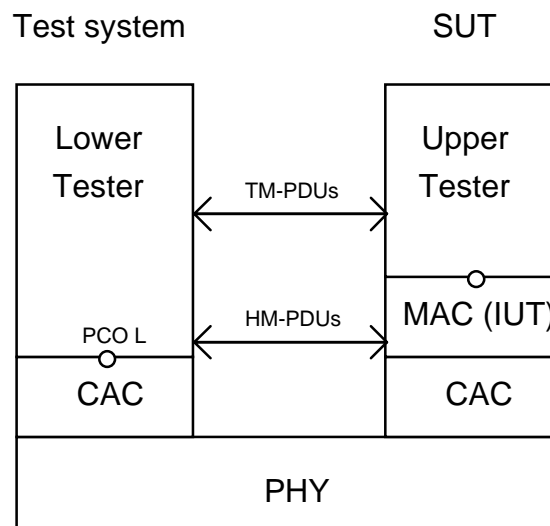 Test system
SUT
Lower
Tester
Upper
Tester
TM-PDUs
HM-PDUs
MAC (IUT)
PCO L
CAC
CAC
PHY